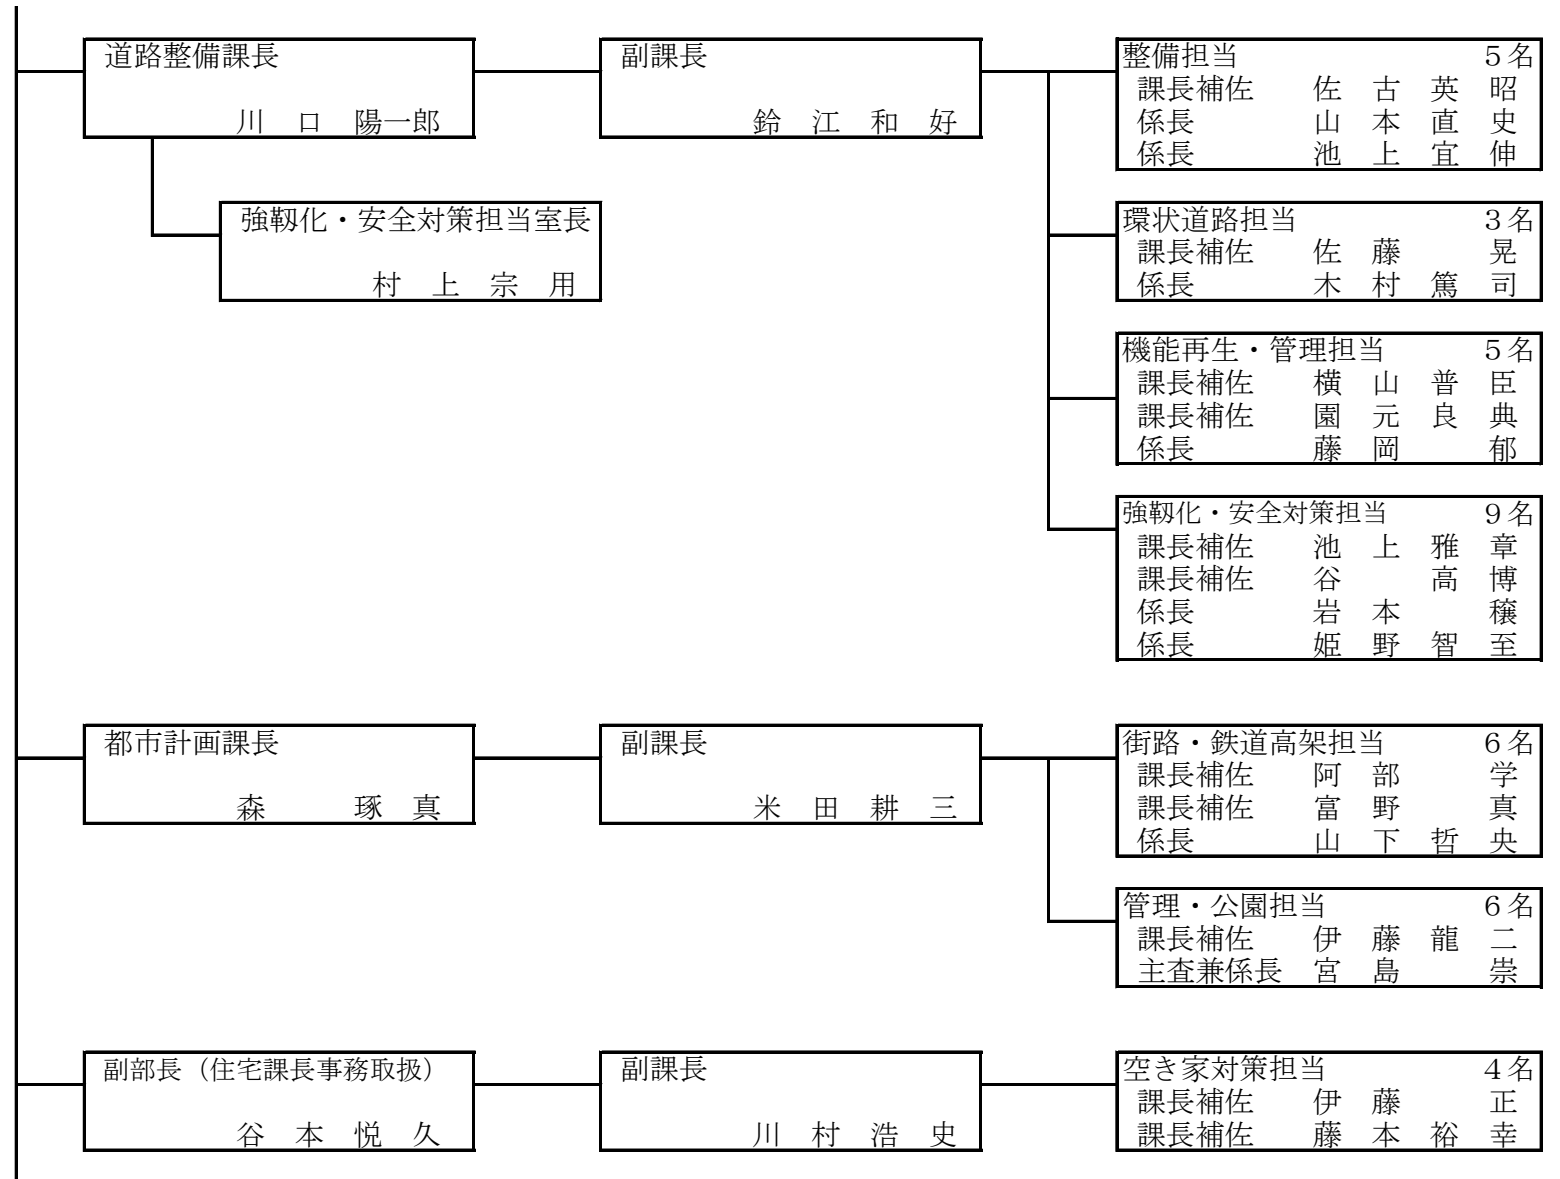 道路整備課長
川口 陽一郎
副課長
鈴江和好
整備担当 ５名
課長補佐 佐古英昭
係長 山本直史
係長 池上宜伸
強靱化・安全対策担当室長
村上宗用
環状道路担当 ３名
課長補佐 佐藤 晃
係長 木村篤司
機能再生・管理担当 ５名
課長補佐 横山普臣
課長補佐 園元良典
係長 藤岡 郁
強靱化・安全対策担当 ９名
課長補佐 池上雅章
課長補佐 谷 高博
係長 岩本 穣
係長 姫野智至
都市計画課長
森 琢真
副課長
米田耕三
街路・鉄道高架担当 ６名
課長補佐 阿部 学
課長補佐 富野 真
係長 山下哲央
管理・公園担当 ６名
課長補佐 伊藤龍二
主査兼係長 宮島 崇
副部長（住宅課長事務取扱）
谷本悦久
副課長
川村浩史
空き家対策担当 ４名
課長補佐 伊藤 正
課長補佐 藤本裕幸